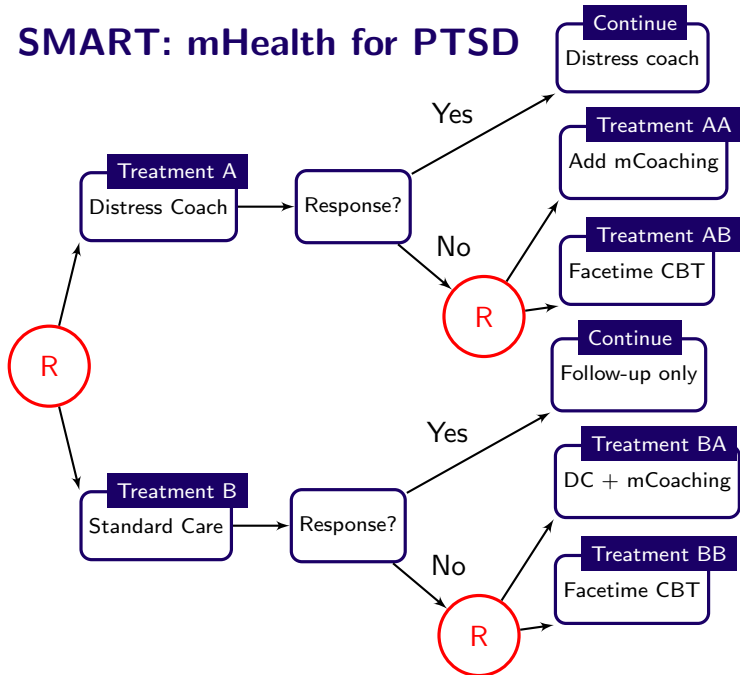 SMART: mHealth for PTSD
Continue
Distress coach
Yes
Treatment A
Distress Coach
Response?
Treatment AA
Add mCoaching
No
Treatment AB
Facetime CBT
R
R
Continue
Follow-up only
Yes
Treatment B
Standard Care
Response?
Treatment BA
DC + mCoaching
No
Treatment BB
Facetime CBT
R